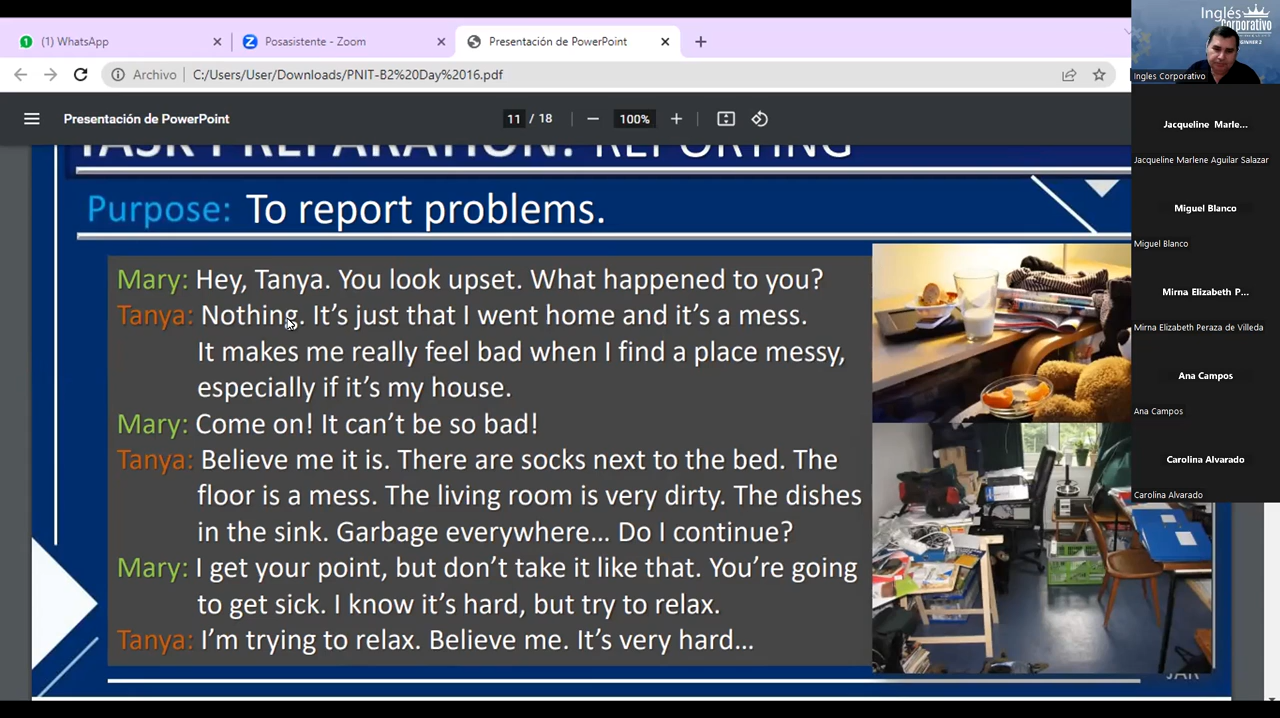 (1) WhatsApp
Posasistente - Zoom
Presentación de PowerPoint
Archivo
C:/Users/User/Downloads/PNIT-B2%20Day%2016.pdf
Presentación de PowerPoint
11 / 18
100%
TASK PREPARATION: REPORTING
Purpose: To report problems.
Mary: Hey, Tanya. You look upset. What happened to you?
Tanya: Nothing. It's just that I went home and it's a mess.
It makes me really feel bad when I find a place messy,
especially if it's my house.
Mary: Come on! It can't be so bad!
Tanya: Believe me it is. There are socks next to the bed. The
floor is a mess. The living room is very dirty. The dishes
in the sink. Garbage everywhere... Do I continue?
Mary: I get your point, but don't take it like that. You're going
to get sick. I know it's hard, but try to relax.
Tanya: I'm trying to relax. Believe me. It's very hard...
JAR
Inglés
Corporativo
Ingles Corporativo
Jacqueline Marle...
Jacqueline Marlene Aguilar Salazar
Miguel Blanco
Miguel Blanco
Mirna Elizabeth P...
Mirna Elizabeth Peraza de Villeda
Ana Campos
Ana Campos
Carolina Alvarado
Carolina Alvarado